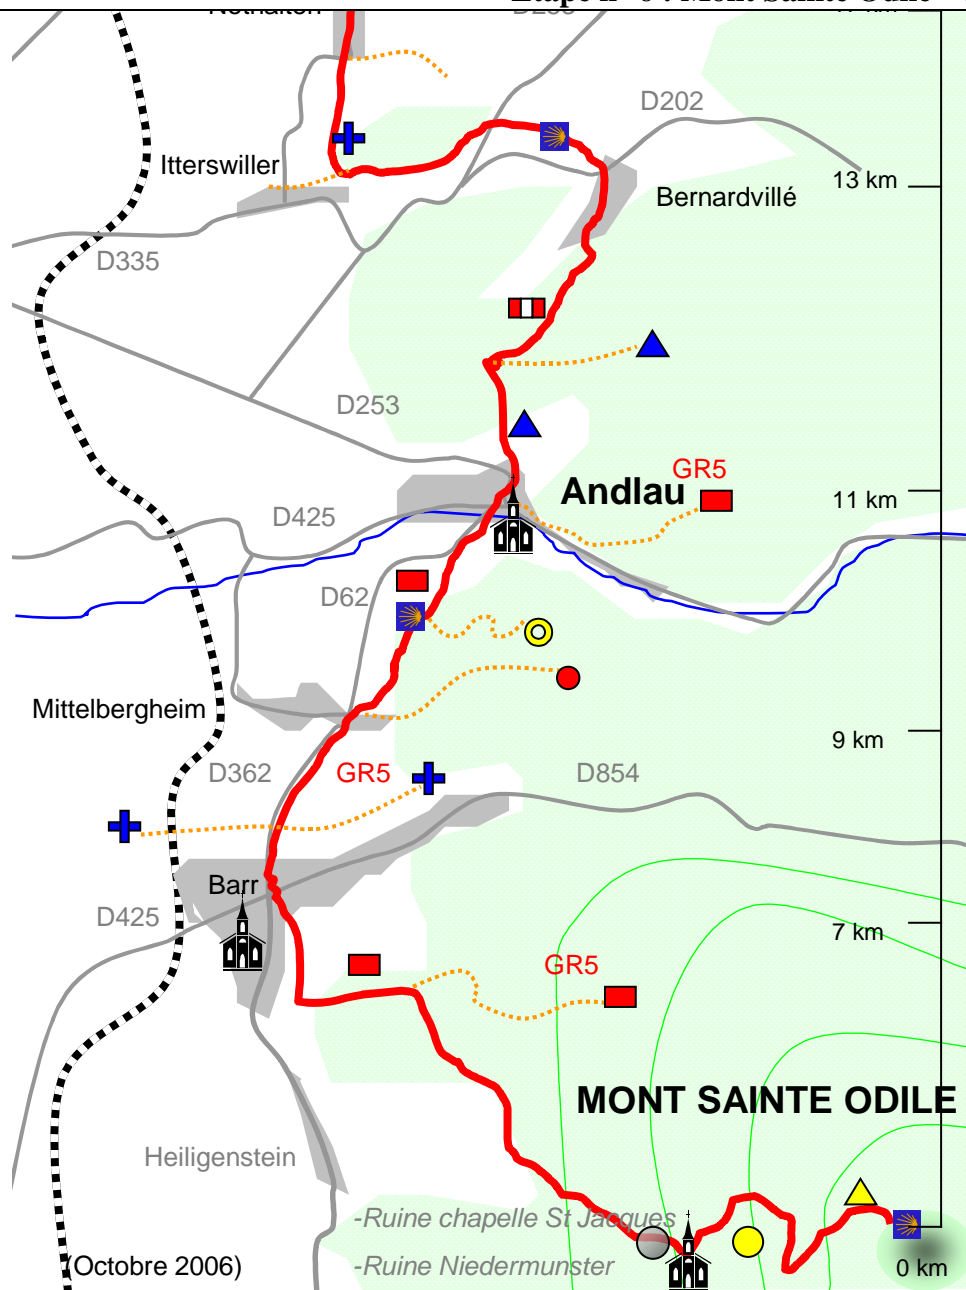 D202
Itterswiller
13 km
Bernardvillé
D335
D253
GR5
Andlau
11 km
D425
D62
Mittelbergheim
9 km
D362
GR5
D854
Barr
D425
7 km
GR5
MONT SAINTE ODILE
Heiligenstein
-Ruine chapelle St Jacques
(Octobre 2006)
-Ruine Niedermunster
0 km